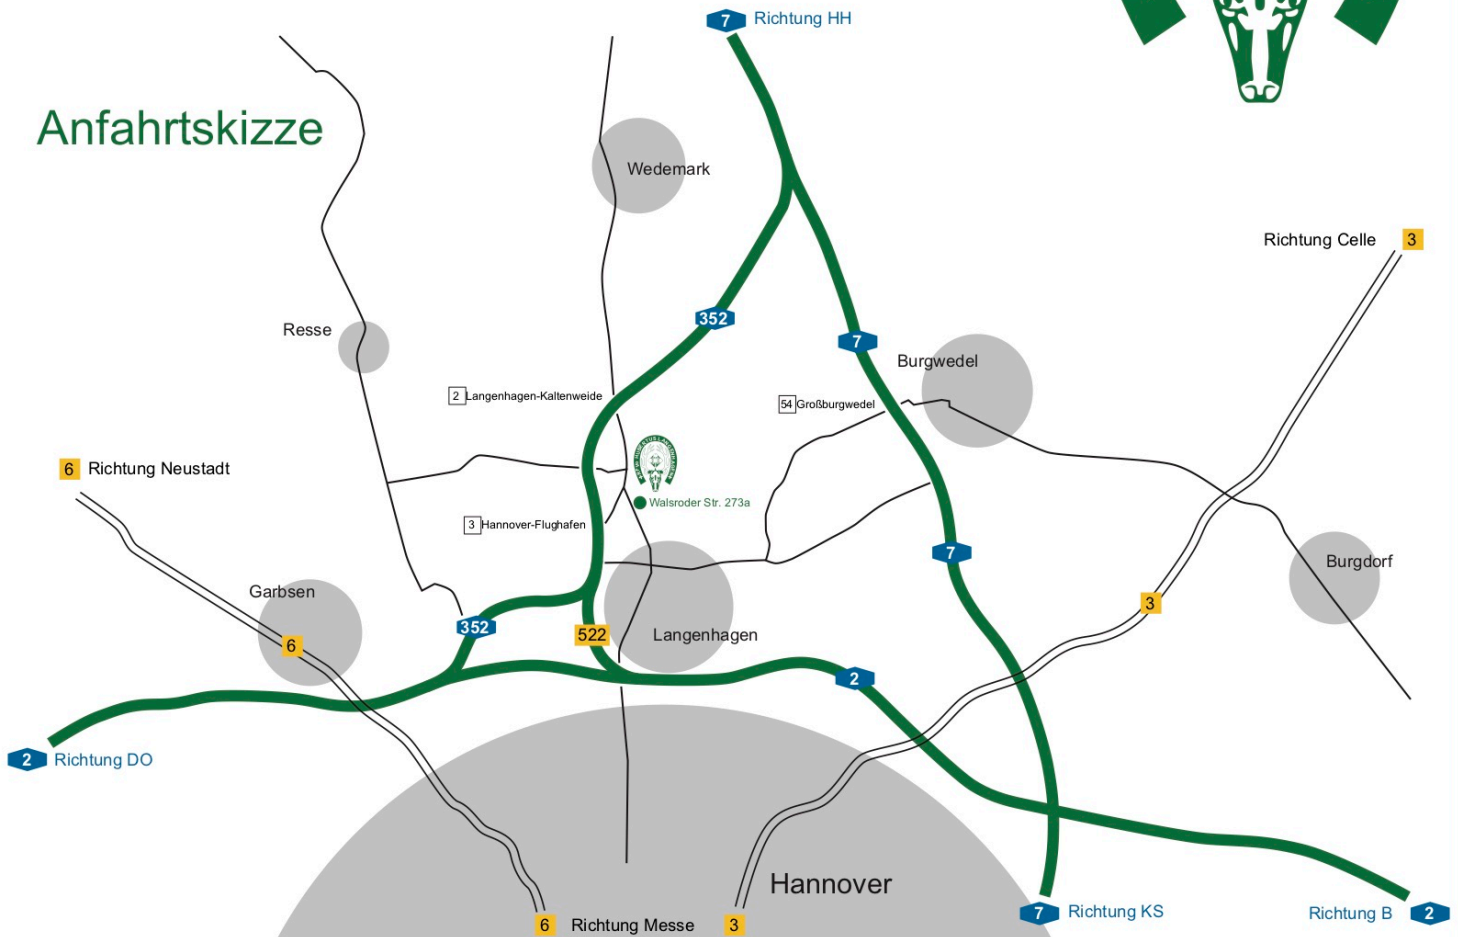 7 Richtung HH
Anfahrtskizze
Wedemark
Richtung Celle 3
352
Resse
7
Burgwedel
2 Langenhagen-Kaltenweide
54 Großburgwedel
6 Richtung Neustadt
Walsroder Str. 273a
3 Hannover-Flughafen
7
Burgdorf
Garbsen
3
352
522
Langenhagen
6
2
2 Richtung DO
Hannover
7 Richtung KS
Richtung B 2
6 Richtung Messe 3